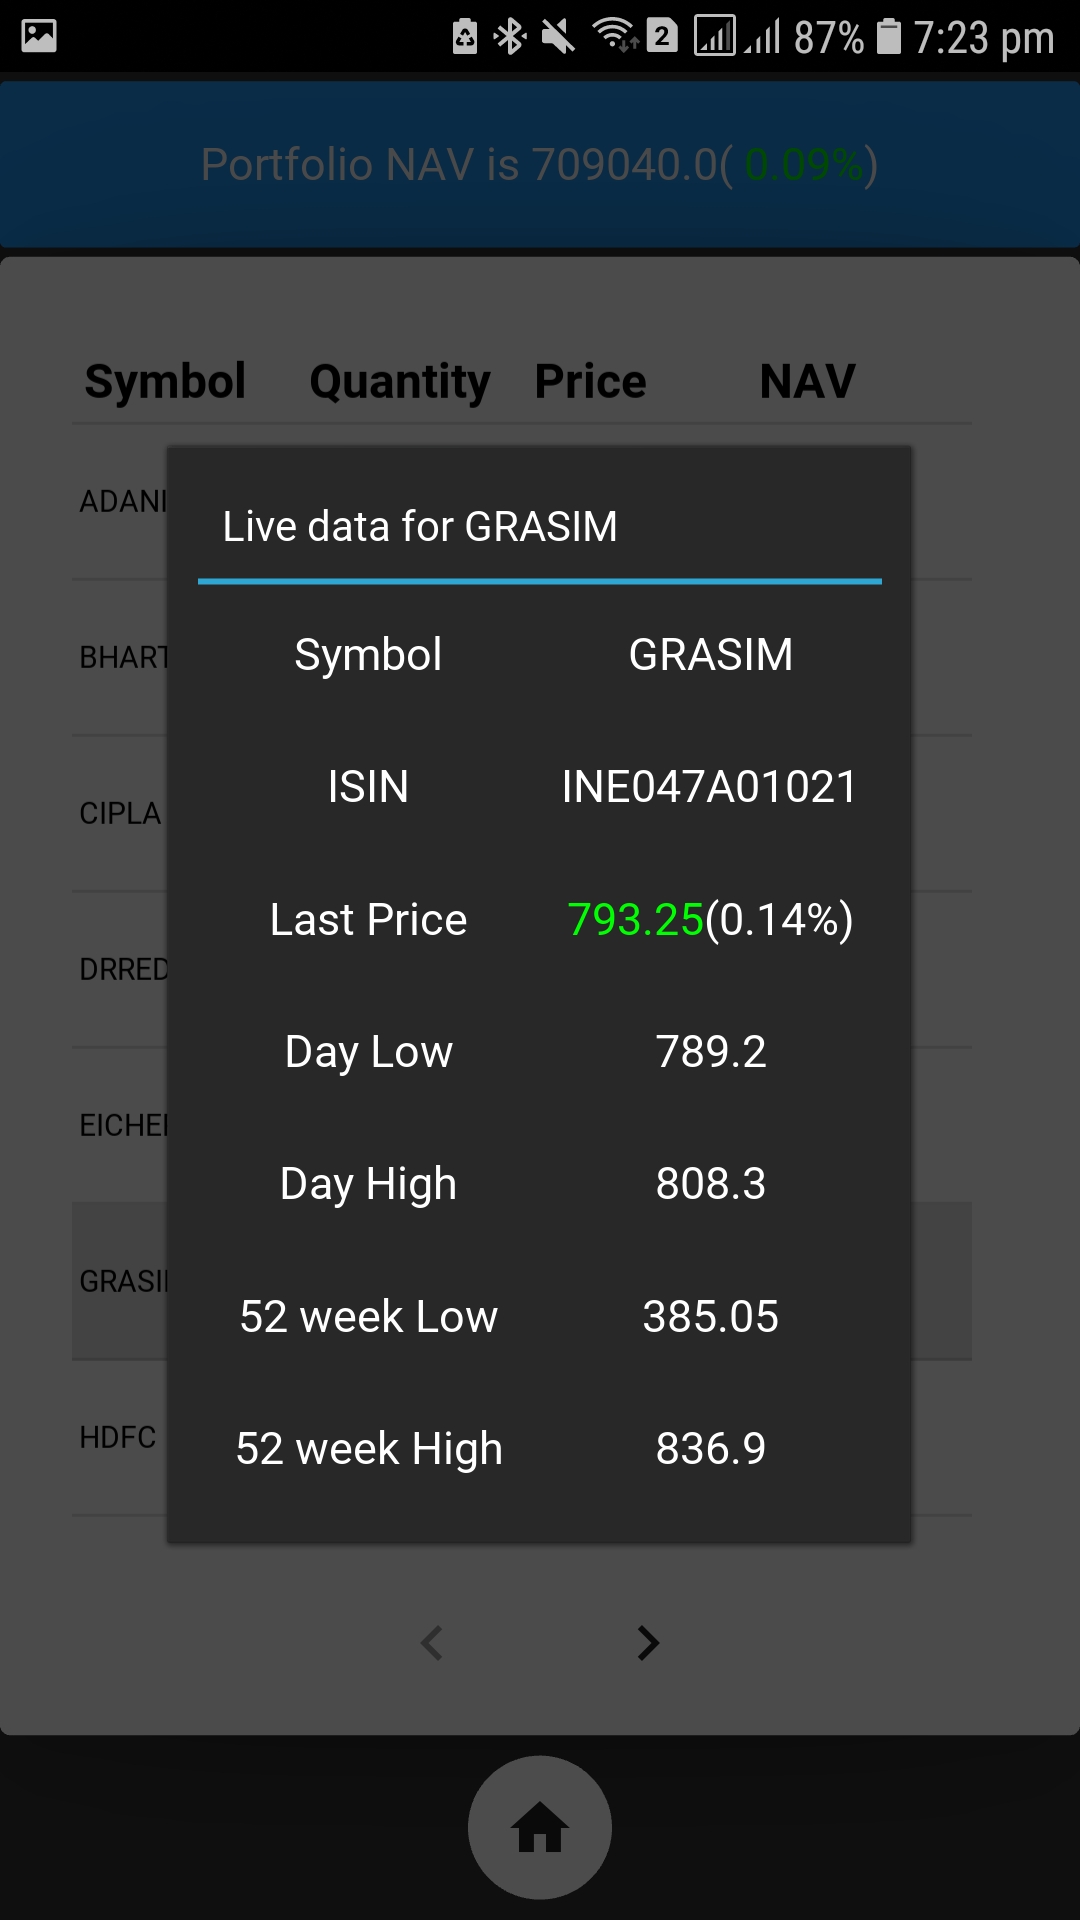 2 87% 7:23 pm
Portfolio NAV is 709040.0( 0.09%)
Symbol Quantity Price NAV
Live data for GRASIM
Symbol GRASIM
ISIN INE047A01021
Last Price 793.25(0.14%)
Day Low 789.2
Day High 808.3
52 week Low 385.05
52 week High 836.9
ADANI
BHART
CIPLA
DRRED
EICHE
GRASI
HDFC